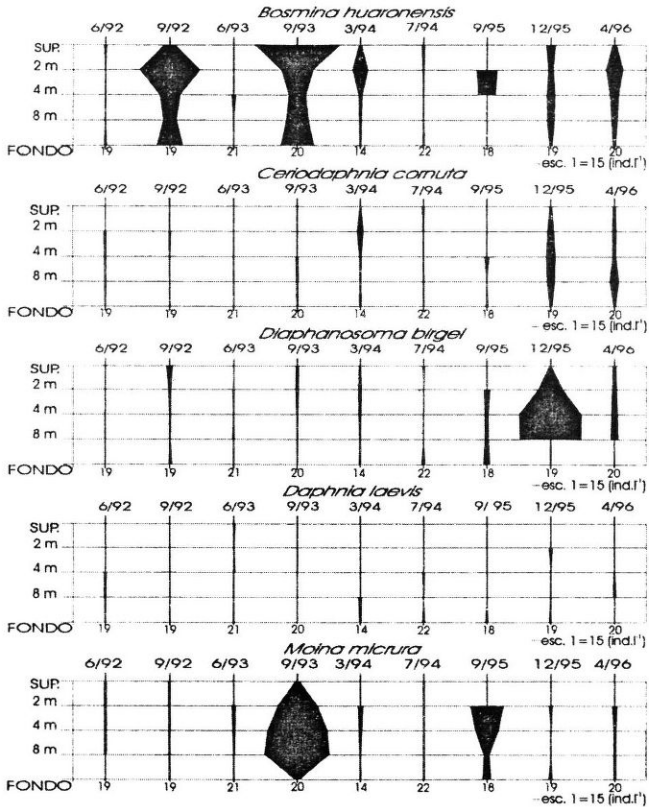 Bosmina huaronensis
6/92 9/92 6/93 9/93 3/94 7/94 9/95 12/95 4/96
SUP.
2 m
4 m
8 m
FONDO 19 19 21 20 14 22 18 19 20
esc. 1=15 (ind.l⁻¹)
Ceriodaphnia cornuta
6/92 9/92 6/93 9/93 3/94 7/94 9/95 12/95 4/96
SUP.
2 m
4 m
8 m
FONDO 19 19 21 20 14 22 18 19 20
esc. 1=15 (ind.l⁻¹)
Diaphanosoma birgei
6/92 9/92 6/93 9/93 3/94 7/94 9/95 12/95 4/96
SUP.
2 m
4 m
8 m
FONDO 19 19 21 20 14 22 18 19 20
esc. 1=15 (ind.l⁻¹)
Daphnia laevis
6/92 9/92 6/93 9/93 3/94 7/94 9/95 12/95 4/96
SUP.
2 m
4 m
8 m
FONDO 19 19 21 20 14 22 18 19 20
esc. 1=15 (ind.l⁻¹)
Moina micrura
6/92 9/92 6/93 9/93 3/94 7/94 9/95 12/95 4/96
SUP.
2 m
4 m
8 m
FONDO 19 19 21 20 14 22 18 19 20
esc. 1=15 (ind.l⁻¹)